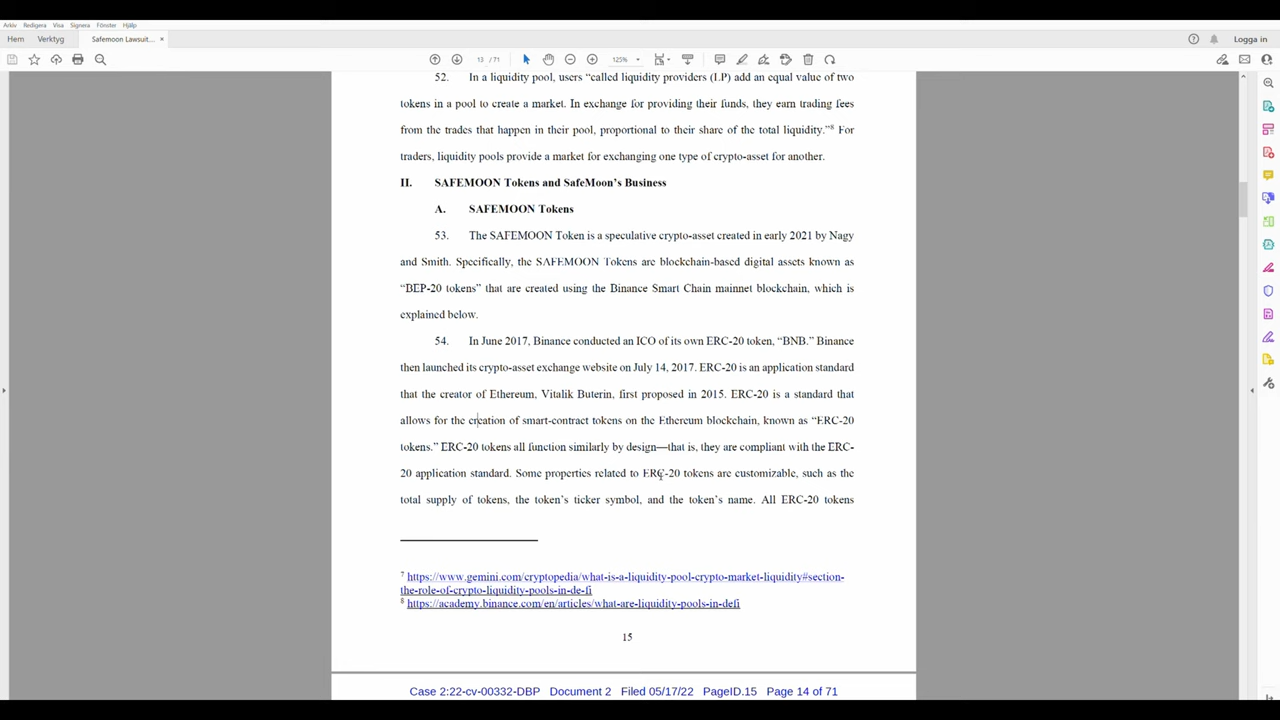 Arkiv Redigera Visa Signera Fönster Hjälp
Hem Verktyg Safemoon Lawsuit... × Logga in
13 / 71 125%
52. In a liquidity pool, users “called liquidity providers (LP) add an equal value of two
tokens in a pool to create a market. In exchange for providing their funds, they earn trading fees
from the trades that happen in their pool, proportional to their share of the total liquidity.”8 For
traders, liquidity pools provide a market for exchanging one type of crypto-asset for another.
II. SAFEMOON Tokens and SafeMoon’s Business
A. SAFEMOON Tokens
53. The SAFEMOON Token is a speculative crypto-asset created in early 2021 by Nagy
and Smith. Specifically, the SAFEMOON Tokens are blockchain-based digital assets known as
“BEP-20 tokens” that are created using the Binance Smart Chain mainnet blockchain, which is
explained below.
54. In June 2017, Binance conducted an ICO of its own ERC-20 token, “BNB.” Binance
then launched its crypto-asset exchange website on July 14, 2017. ERC-20 is an application standard
that the creator of Ethereum, Vitalik Buterin, first proposed in 2015. ERC-20 is a standard that
allows for the creation of smart-contract tokens on the Ethereum blockchain, known as “ERC-20
tokens.” ERC-20 tokens all function similarly by design—that is, they are compliant with the ERC-
20 application standard. Some properties related to ERC-20 tokens are customizable, such as the
total supply of tokens, the token’s ticker symbol, and the token’s name. All ERC-20 tokens
7 https://www.gemini.com/cryptopedia/what-is-a-liquidity-pool-crypto-market-liquidity#section-
the-role-of-crypto-liquidity-pools-in-de-fi
8 https://academy.binance.com/en/articles/what-are-liquidity-pools-in-defi
15
Case 2:22-cv-00332-DBP Document 2 Filed 05/17/22 PageID.15 Page 14 of 71